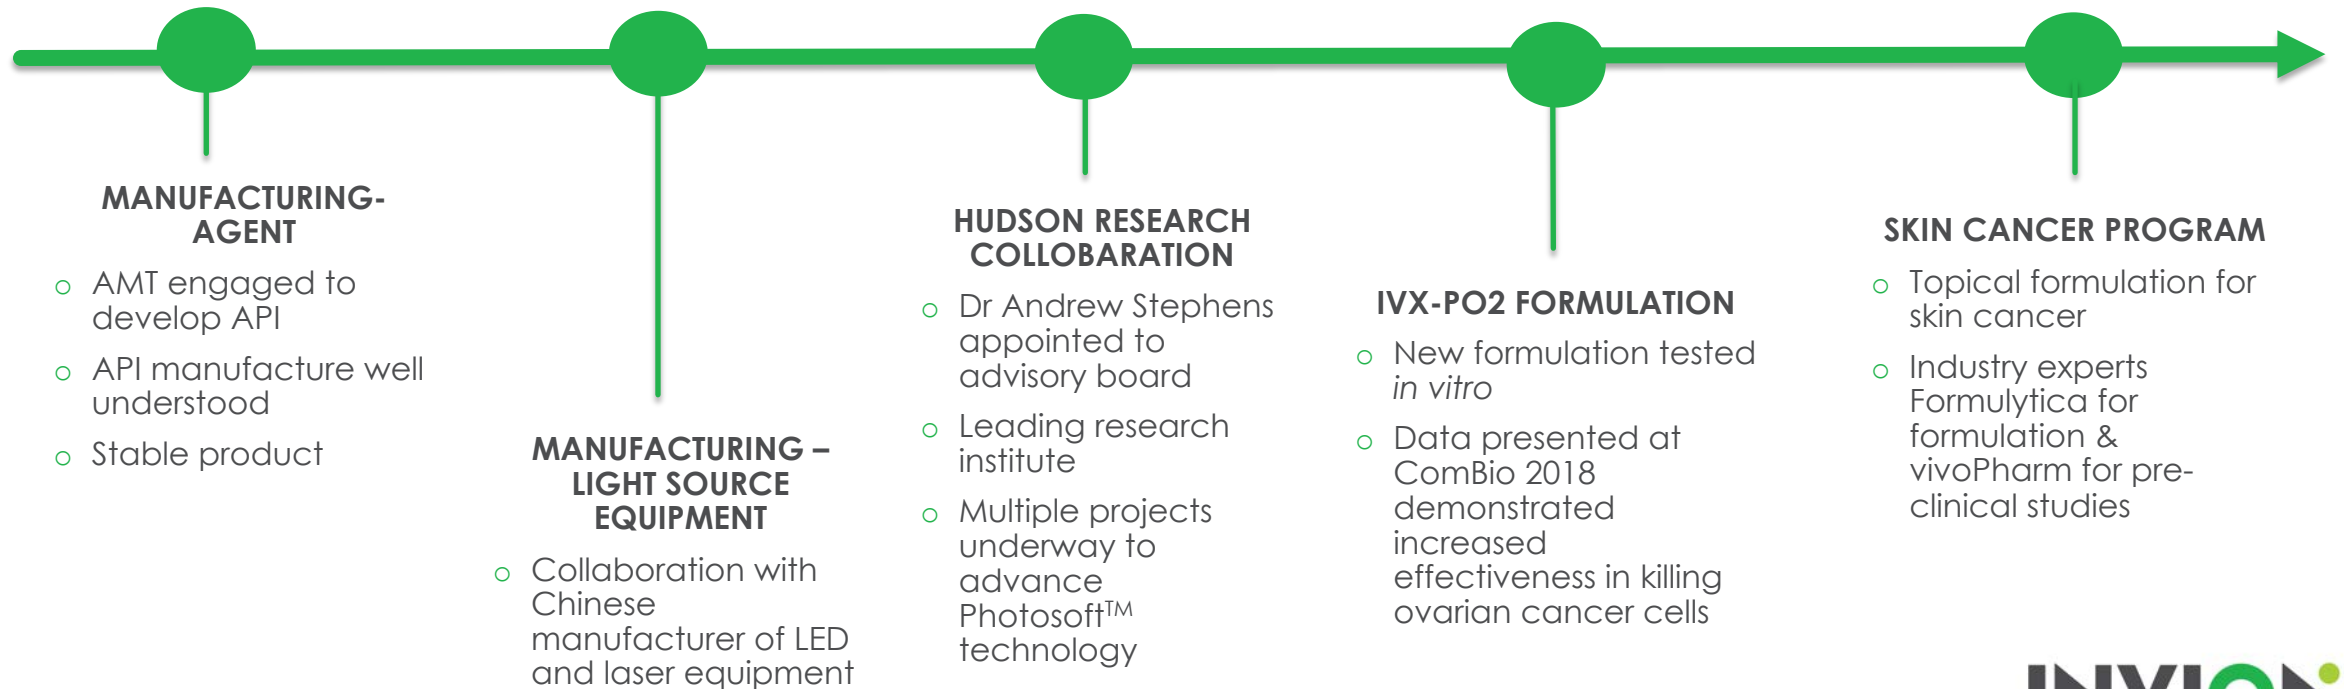 MANUFACTURING-
AGENT
o AMT engaged to
develop API
o API manufacture well
understood
o Stable product
MANUFACTURING –
LIGHT SOURCE
EQUIPMENT
o Collaboration with
Chinese
manufacturer of LED
and laser equipment
HUDSON RESEARCH
COLLOBARATION
o Dr Andrew Stephens
appointed to
advisory board
o Leading research
institute
o Multiple projects
underway to
advance
Photosoft™
technology
IVX-PO2 FORMULATION
o New formulation tested
in vitro
o Data presented at
ComBio 2018
demonstrated
increased
effectiveness in killing
ovarian cancer cells
SKIN CANCER PROGRAM
o Topical formulation for
skin cancer
o Industry experts
Formulytica for
formulation &
vivoPharm for pre-
clinical studies
INVION